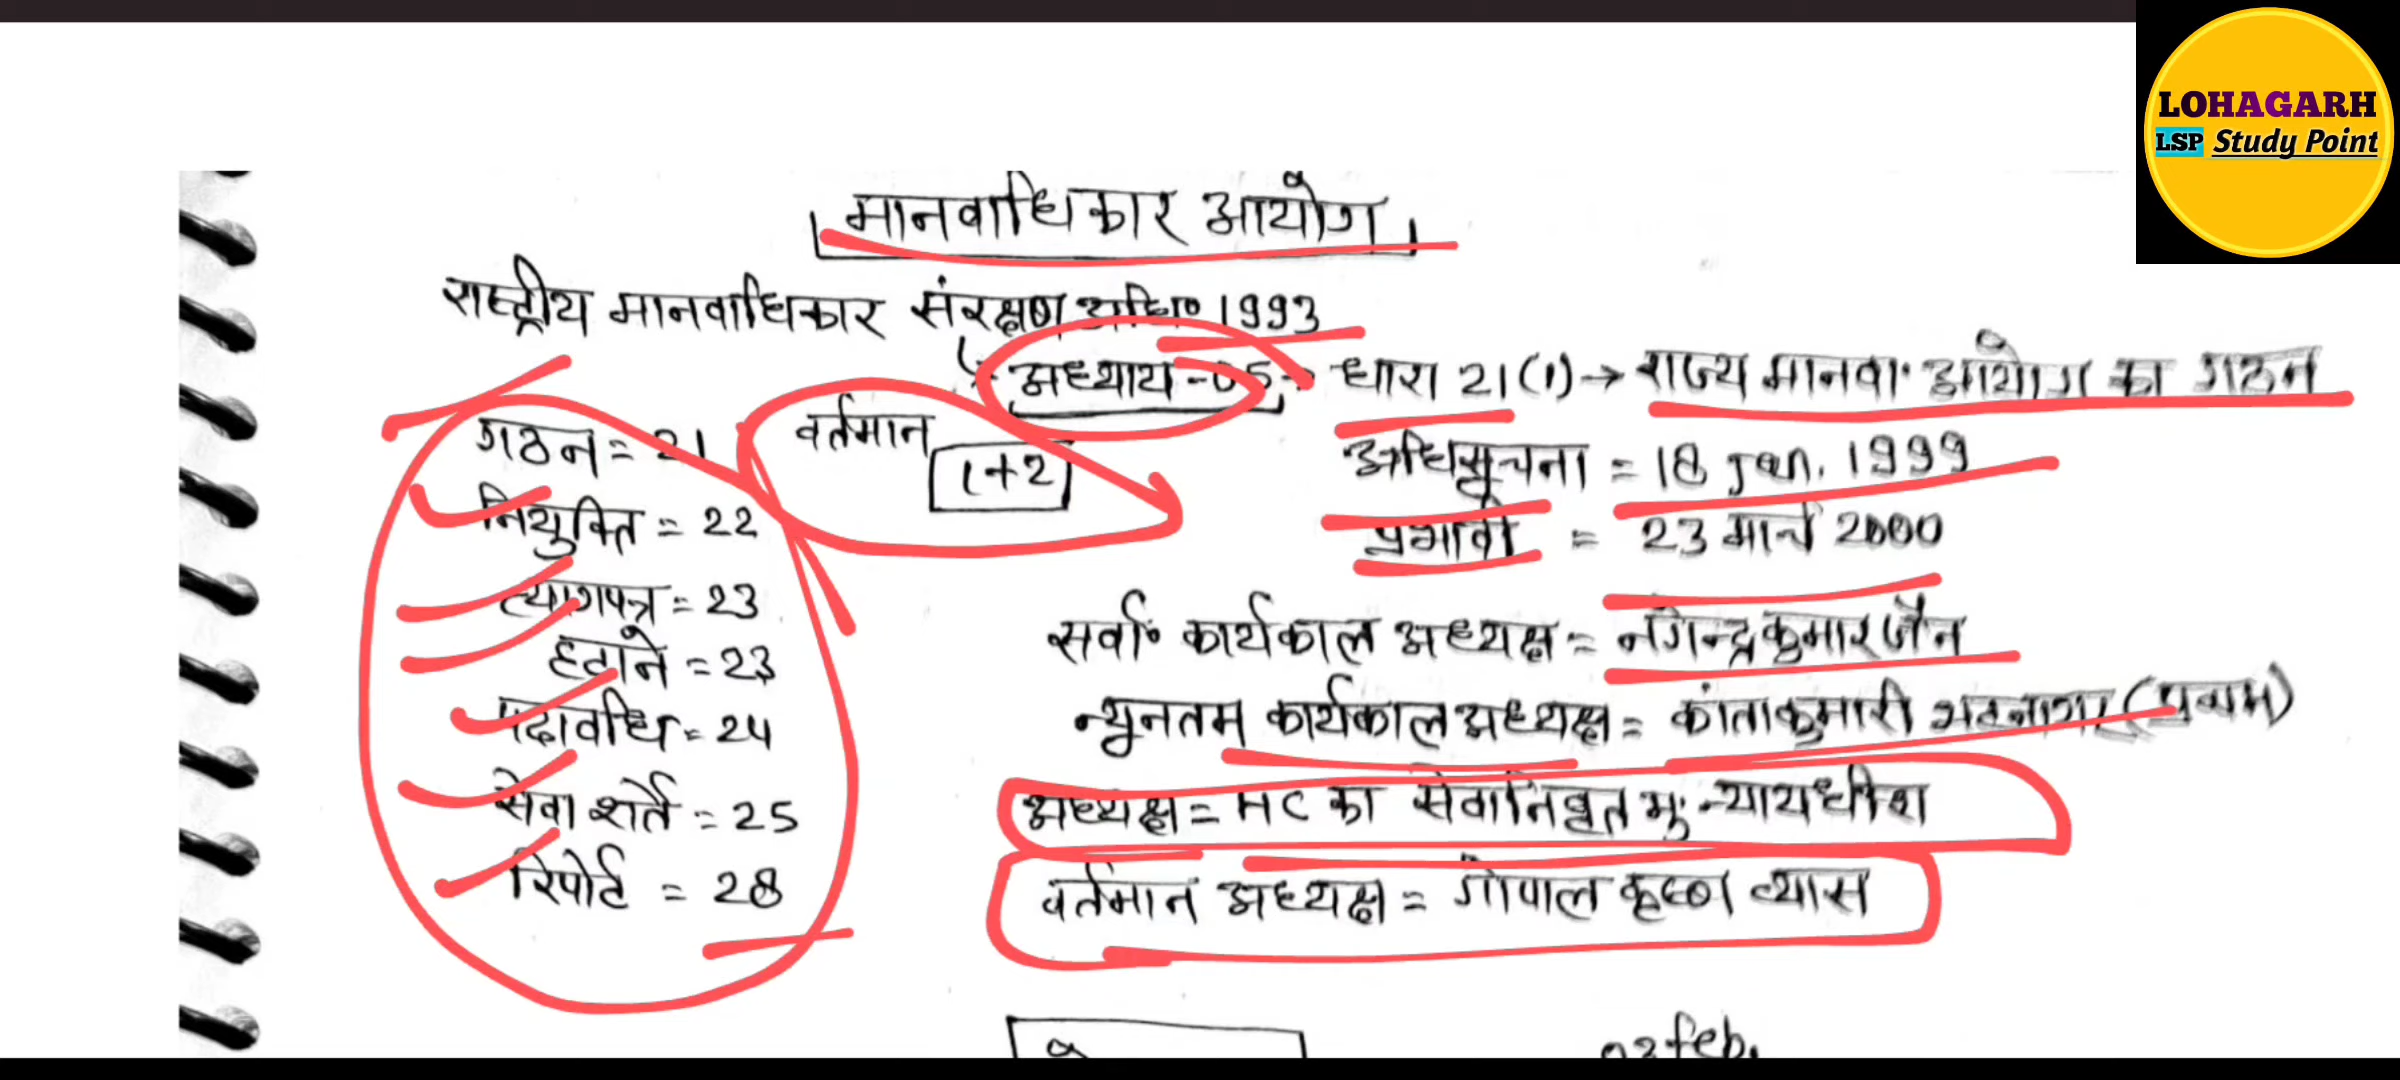 LOHAGARH
LSP Study Point
मानवाधिकार आयोग
राष्ट्रीय मानवाधिकार संरक्षण अधि० 1993
अध्याय -05 → धारा 21(1) → राज्य मानवा. आयोग का गठन
वर्तमान
1+2
गठन = 21
नियुक्ति = 22
त्यागपत्र = 23
हटाने = 23
पदावधि = 24
सेवा शर्ते = 25
रिपोर्ट = 28
अधिसूचना = 18 Jan. 1999
प्रभावी = 23 मार्च 2000
सर्वा० कार्यकाल अध्यक्ष = नगेन्द्र कुमार जैन
न्यूनतम कार्यकाल अध्यक्ष = कांता कुमारी भटनागर (प्रथम)
अध्यक्ष = HC का सेवानिवृत मु. न्यायधीश
वर्तमान अध्यक्ष = गोपाल कृष्ण व्यास
feb.